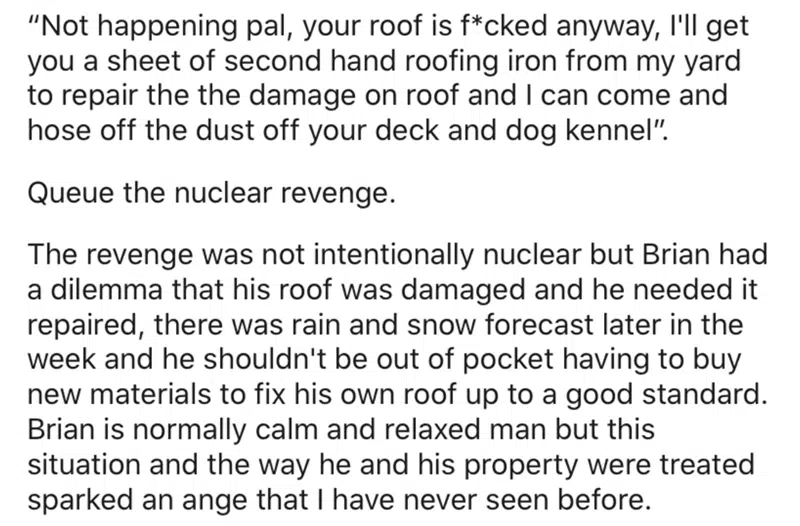 “Not happening pal, your roof is f*cked anyway, I'll get
you a sheet of second hand roofing iron from my yard
to repair the the damage on roof and I can come and
hose off the dust off your deck and dog kennel”.
Queue the nuclear revenge.
The revenge was not intentionally nuclear but Brian had
a dilemma that his roof was damaged and he needed it
repaired, there was rain and snow forecast later in the
week and he shouldn't be out of pocket having to buy
new materials to fix his own roof up to a good standard.
Brian is normally calm and relaxed man but this
situation and the way he and his property were treated
sparked an ange that I have never seen before.